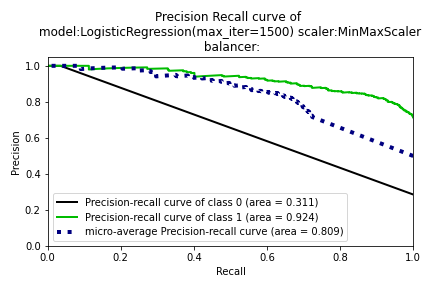 Precision Recall curve of
model:LogisticRegression(max_iter=1500) scaler:MinMaxScaler
balancer:
1.0
0.8
0.6
0.4
0.2
0.0
Precision
Precision-recall curve of class 0 (area = 0.311)
Precision-recall curve of class 1 (area = 0.924)
micro-average Precision-recall curve (area = 0.809)
0.0 0.2 0.4 0.6 0.8 1.0
Recall